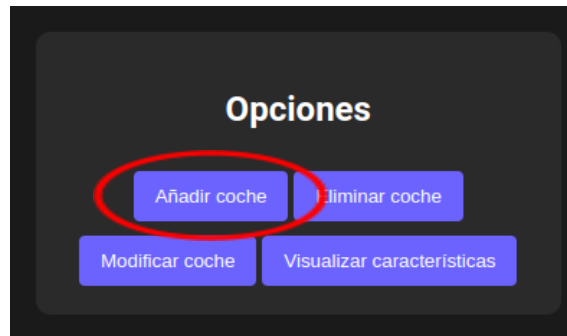 Opciones
Añadir coche Eliminar coche
Modificar coche Visualizar características